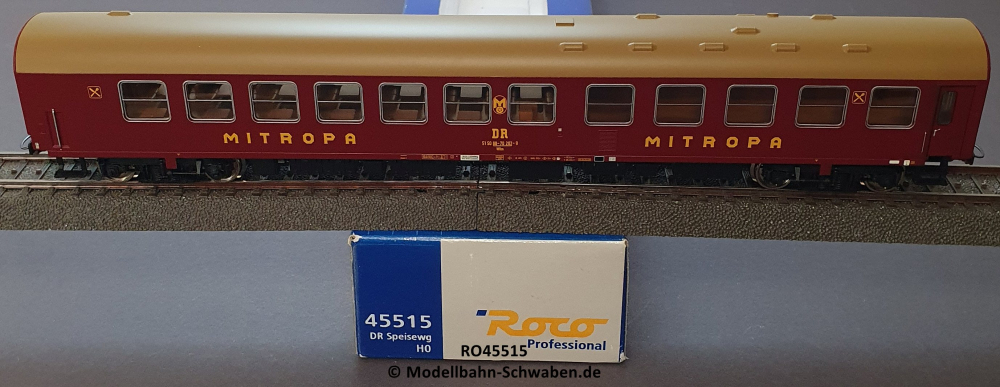 MITROPA
M
DR
MITROPA
45515
DR Speisewg
H0
Roco
Professional
RO45515
© Modellbahn-Schwaben.de